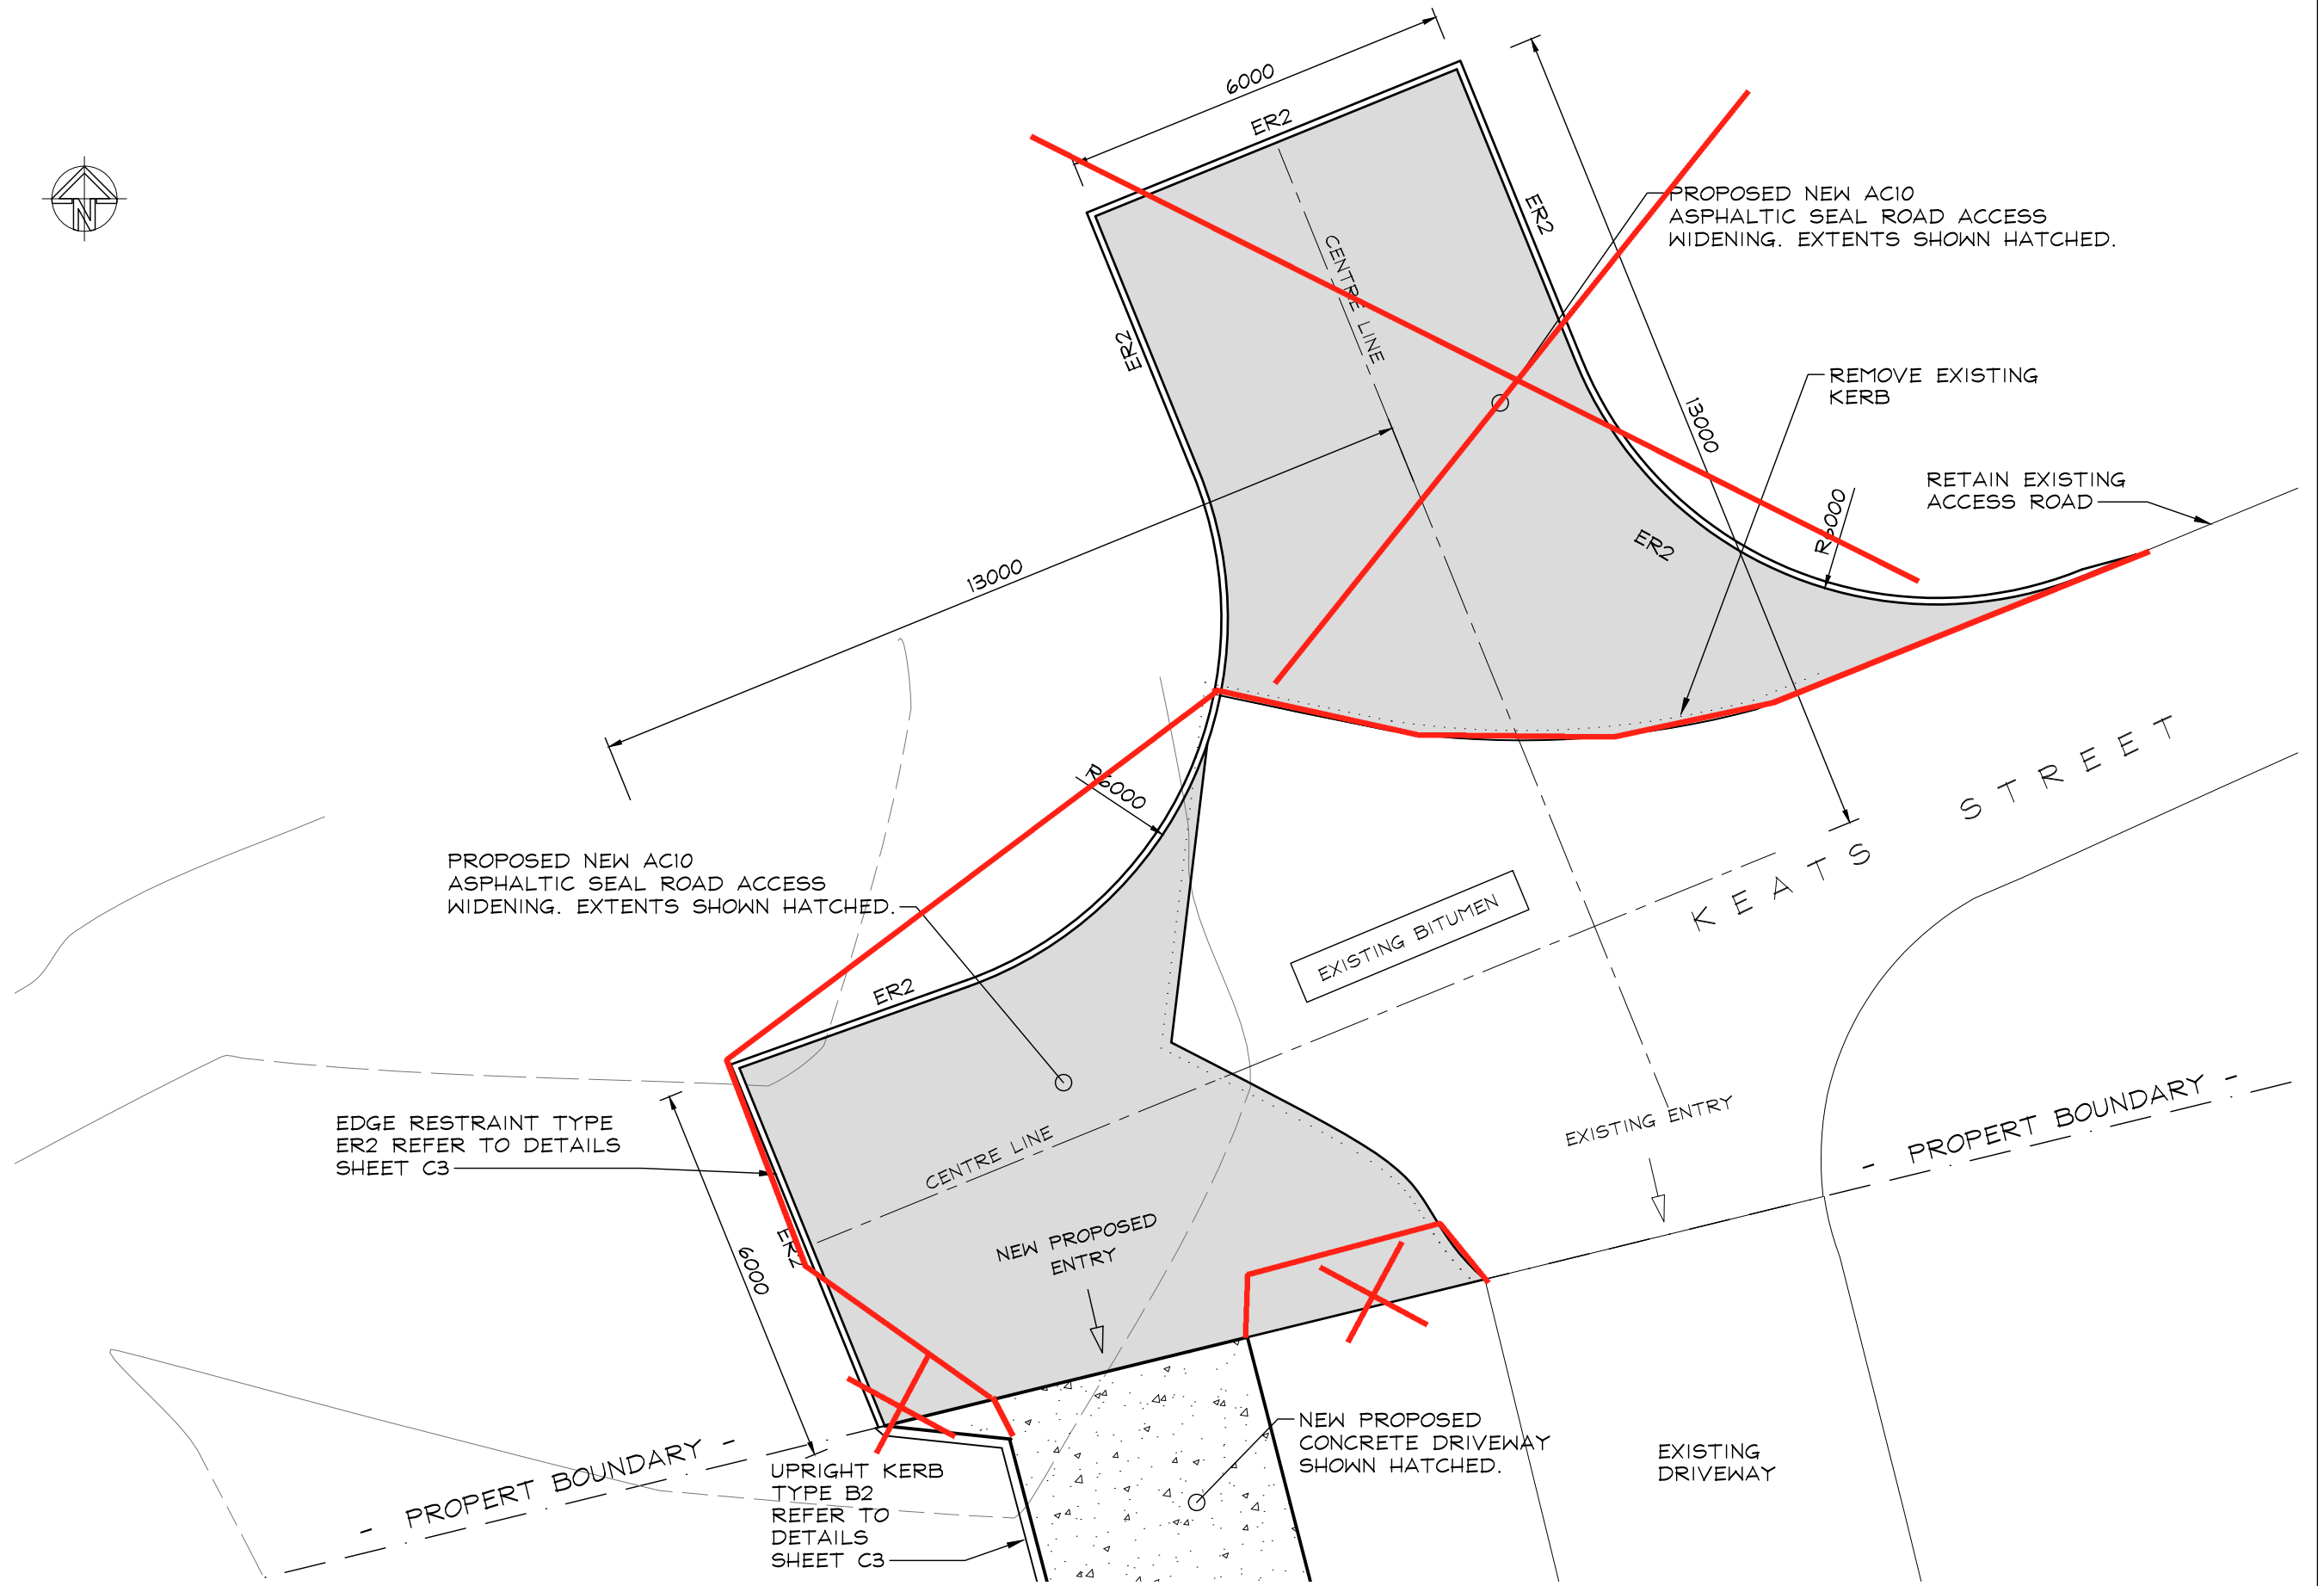 6000
ER2
N
PROPOSED NEW AC10
ASPHALTIC SEAL ROAD ACCESS
WIDENING. EXTENTS SHOWN HATCHED.
ER2
CENTRE LINE
ER2
REMOVE EXISTING
KERB
13000
RETAIN EXISTING
ACCESS ROAD
ER2
13000
KEATS STREET
R6000
PROPOSED NEW AC10
ASPHALTIC SEAL ROAD ACCESS
WIDENING. EXTENTS SHOWN HATCHED.
EXISTING BITUMEN
ER2
EDGE RESTRAINT TYPE
ER2 REFER TO DETAILS
SHEET C3
CENTRE LINE
EXISTING ENTRY
- PROPERT BOUNDARY -
ER2
6000
NEW PROPOSED
ENTRY
- PROPERT BOUNDARY -
UPRIGHT KERB
TYPE B2
REFER TO
DETAILS
SHEET C3
NEW PROPOSED
CONCRETE DRIVEWAY
SHOWN HATCHED.
EXISTING
DRIVEWAY